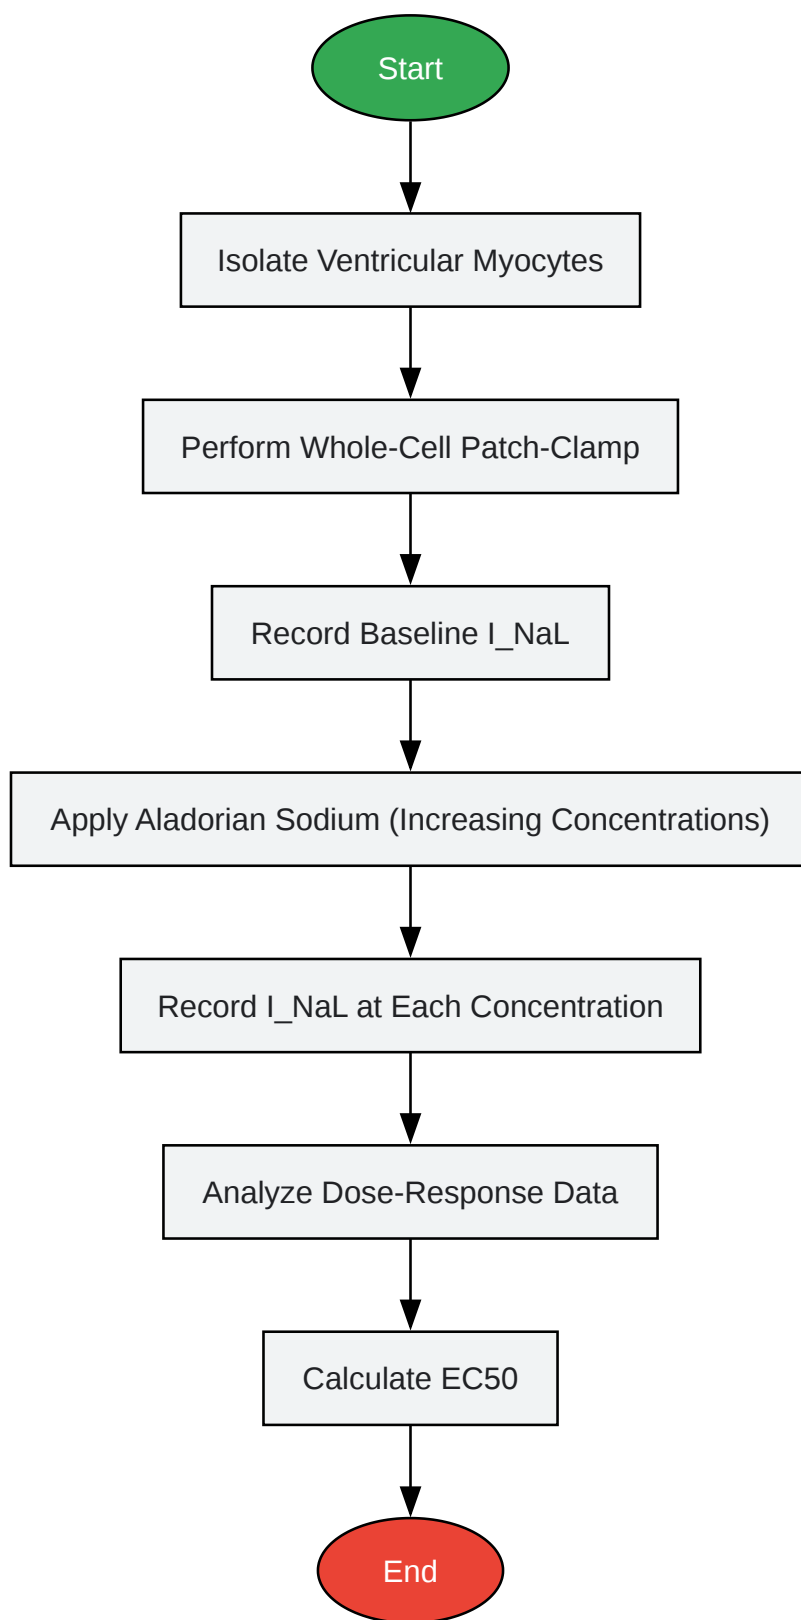 Start
Isolate Ventricular Myocytes
Perform Whole-Cell Patch-Clamp
Record Baseline I_NaL
Apply Aladorian Sodium (Increasing Concentrations)
Record I_NaL at Each Concentration
Analyze Dose-Response Data
Calculate EC50
End